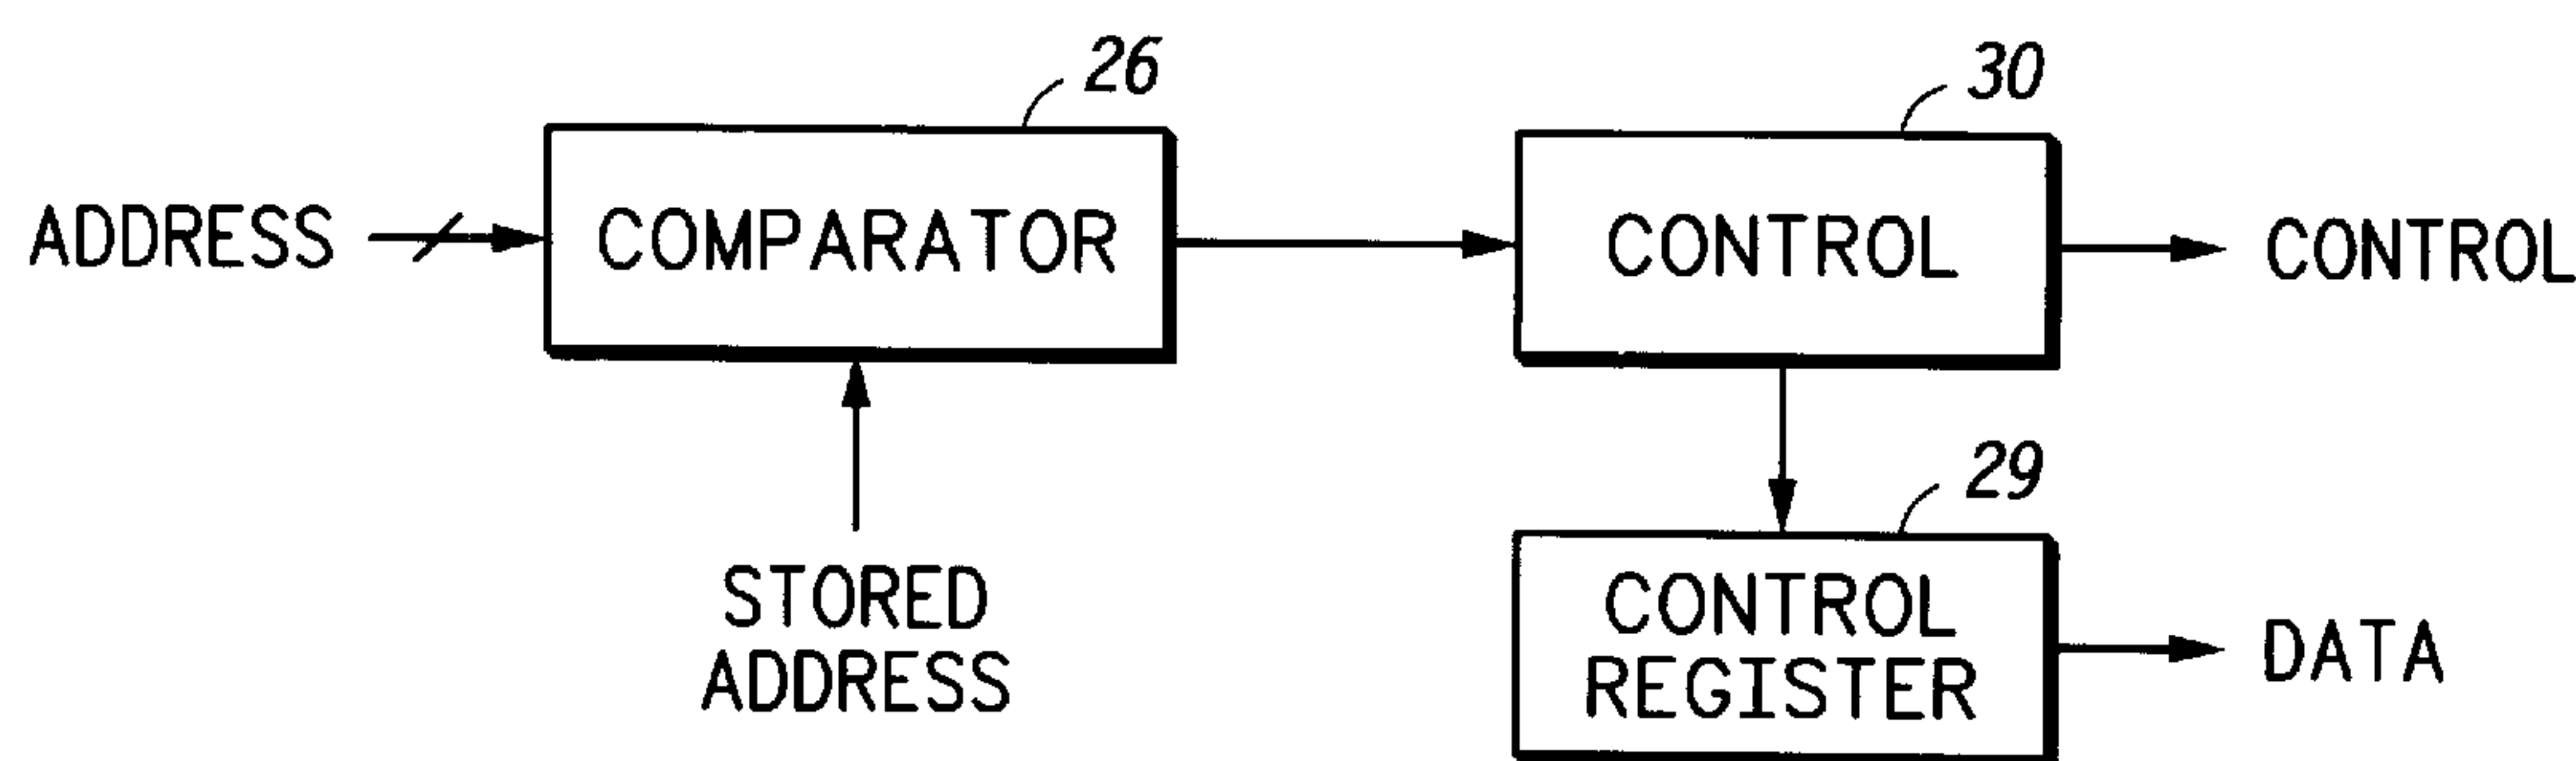 26
30
ADDRESS
COMPARATOR
CONTROL
CONTROL
29
STORED
ADDRESS
CONTROL
REGISTER
DATA